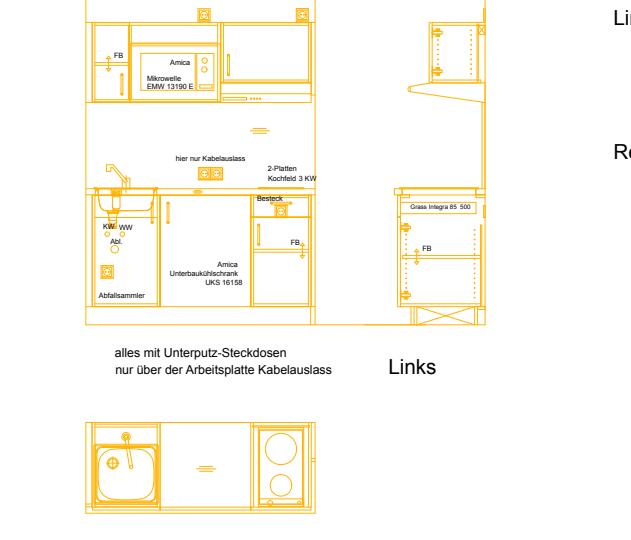 Li
FB
Amica
Mikrowelle
EMW 13190 E
Re
hier nur Kabelauslass
2-Platten
Kochfeld 3 KW
Besteck
Grass Integra 85 500
KW WW
Abl.
FB
FB
Amica
Unterbaukühlschrank
UKS 16158
Abfallsammler
alles mit Unterputz-Steckdosen
nur über der Arbeitsplatte Kabelauslass
Links